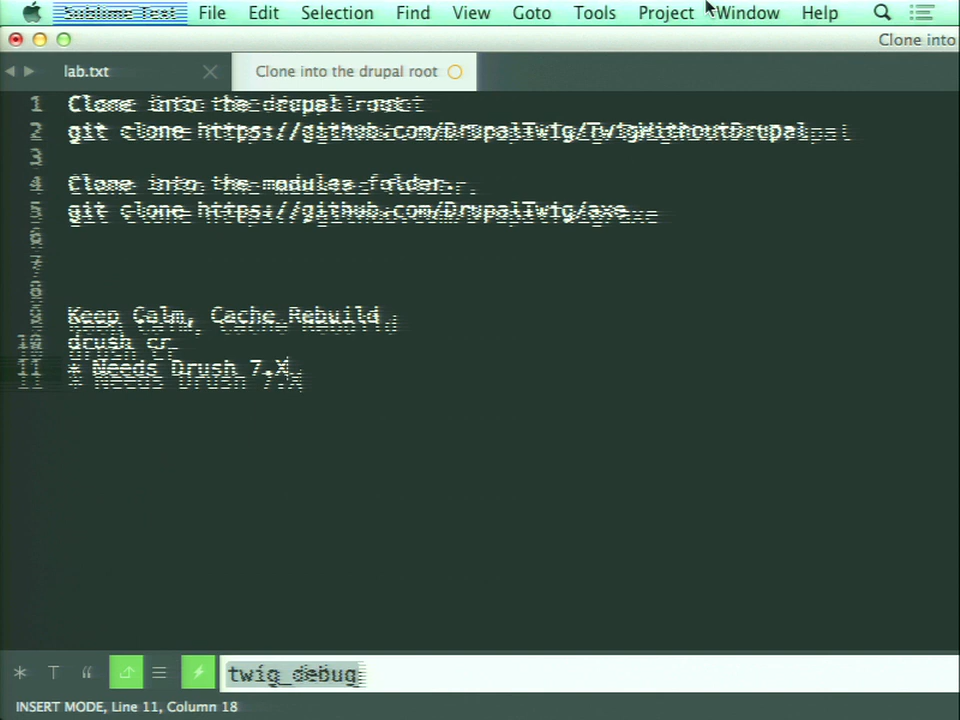 Sublime Text File Edit Selection Find View Goto Tools Project Window Help
Clone into
lab.txt Clone into the drupal root
1 Clone into the drupal root
2 git clone https://github.com/DrupalTwig/TwigWithoutDrupal
3
4 Clone into the modules folder.
5 git clone https://github.com/DrupalTwig/axe
6
7
8
9 Keep Calm, Cache Rebuild
10 drush cr
11 * Needs Drush 7.X
twig_debug
INSERT MODE, Line 11, Column 18